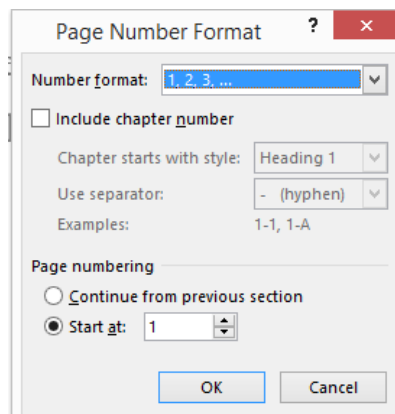 Page Number Format ? ×
Number format: 1, 2, 3, ...
Include chapter number
Chapter starts with style: Heading 1
Use separator: - (hyphen)
Examples: 1-1, 1-A
Page numbering
Continue from previous section
Start at: 1
OK Cancel